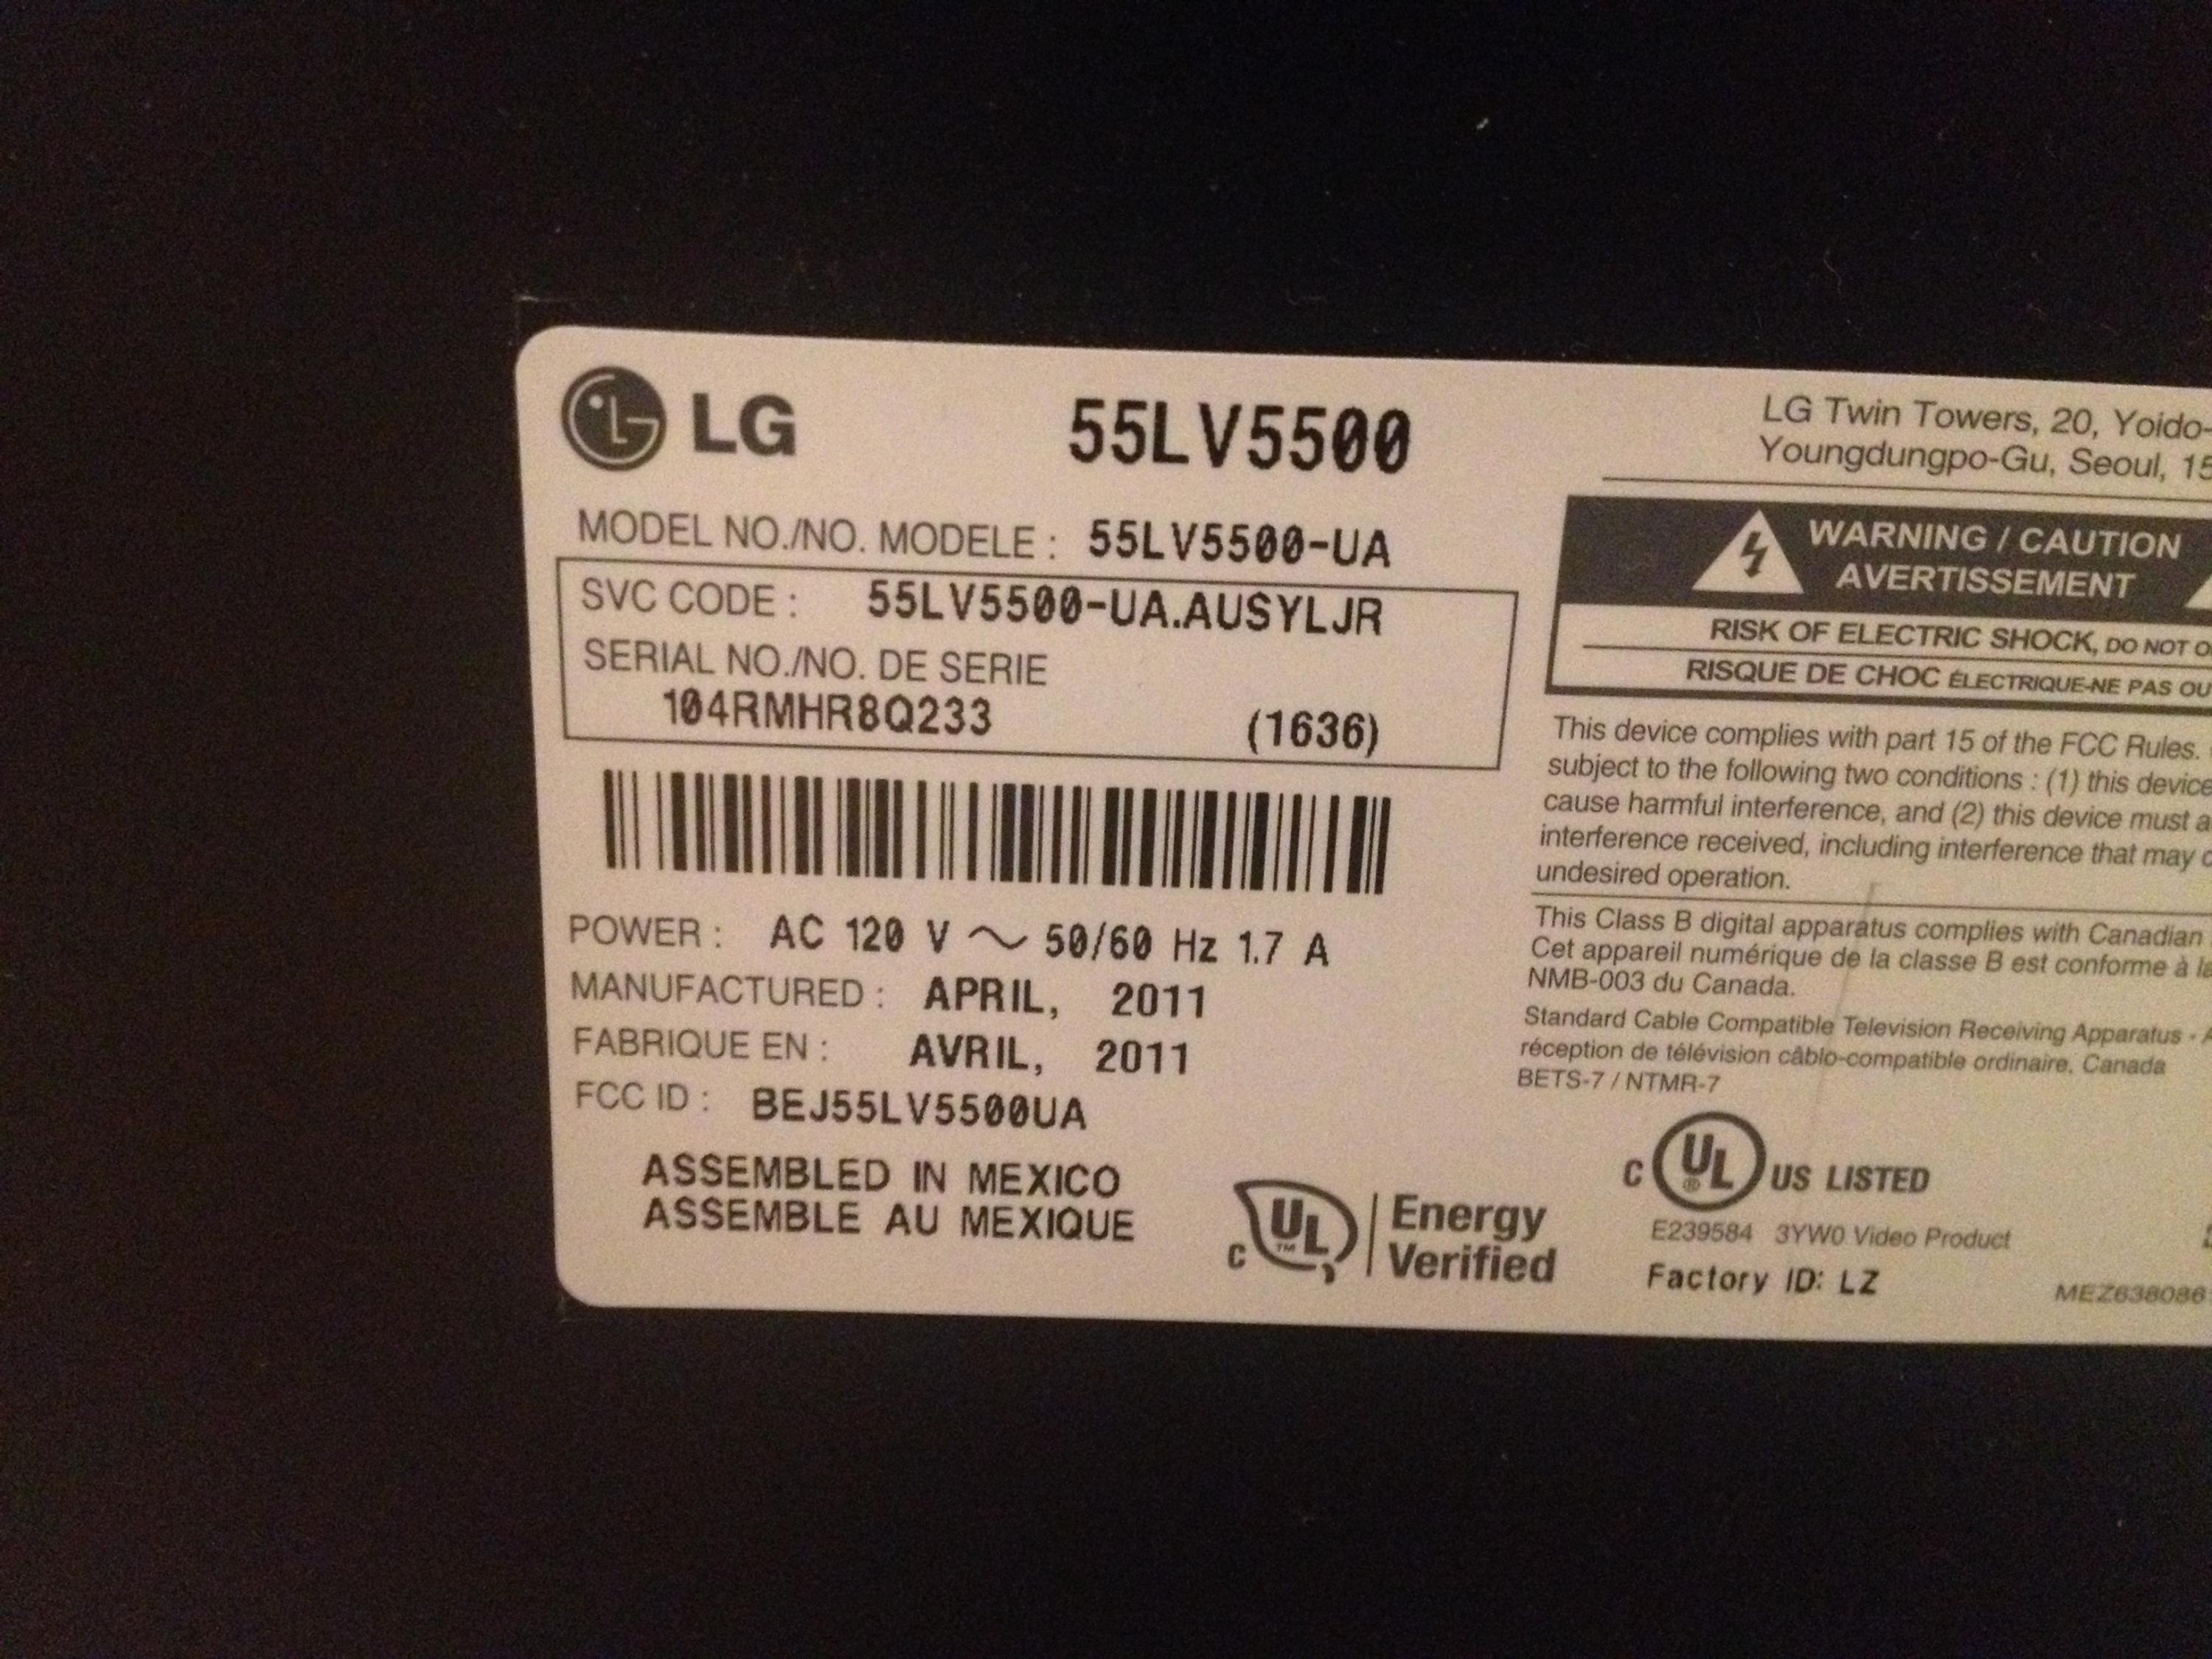 LG
55LV5500
MODEL NO./NO. MODELE : 55LV5500-UA
SVC CODE : 55LV5500-UA.AUSYLJR
SERIAL NO./NO. DE SERIE
104RMHR8Q233 (1636)
POWER : AC 120 V ~ 50/60 Hz 1.7 A
MANUFACTURED : APRIL, 2011
FABRIQUE EN : AVRIL, 2011
FCC ID : BEJ55LV5500UA
ASSEMBLED IN MEXICO
ASSEMBLE AU MEXIQUE
C UL TM Energy
Verified
LG Twin Towers, 20, Yoido-
Youngdungpo-Gu, Seoul, 15
WARNING / CAUTION
AVERTISSEMENT
RISK OF ELECTRIC SHOCK, DO NOT
RISQUE DE CHOC ÉLECTRIQUE-NE PAS
This device complies with part 15 of the FCC Rules.
subject to the following two conditions : (1) this device
cause harmful interference, and (2) this device must
interference received, including interference that may
undesired operation.
This Class B digital apparatus complies with Canadian
Cet appareil numérique de la classe B est conforme à
NMB-003 du Canada.
Standard Cable Compatible Television Receiving Apparatus -
réception de télévision câblo-compatible ordinaire, Canada
BETS-7 / NTMR-7
C UL ® US LISTED
E239584 3YW0 Video Product
Factory ID: LZ
MEZ638086